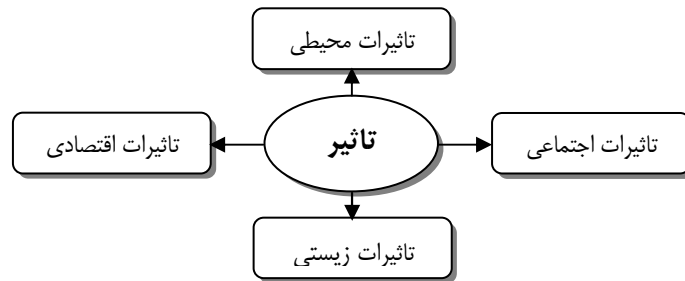 تاثیرات محیطی
تاثیرات اجتماعی
تاثیر
تاثیرات اقتصادی
تاثیرات زیستی